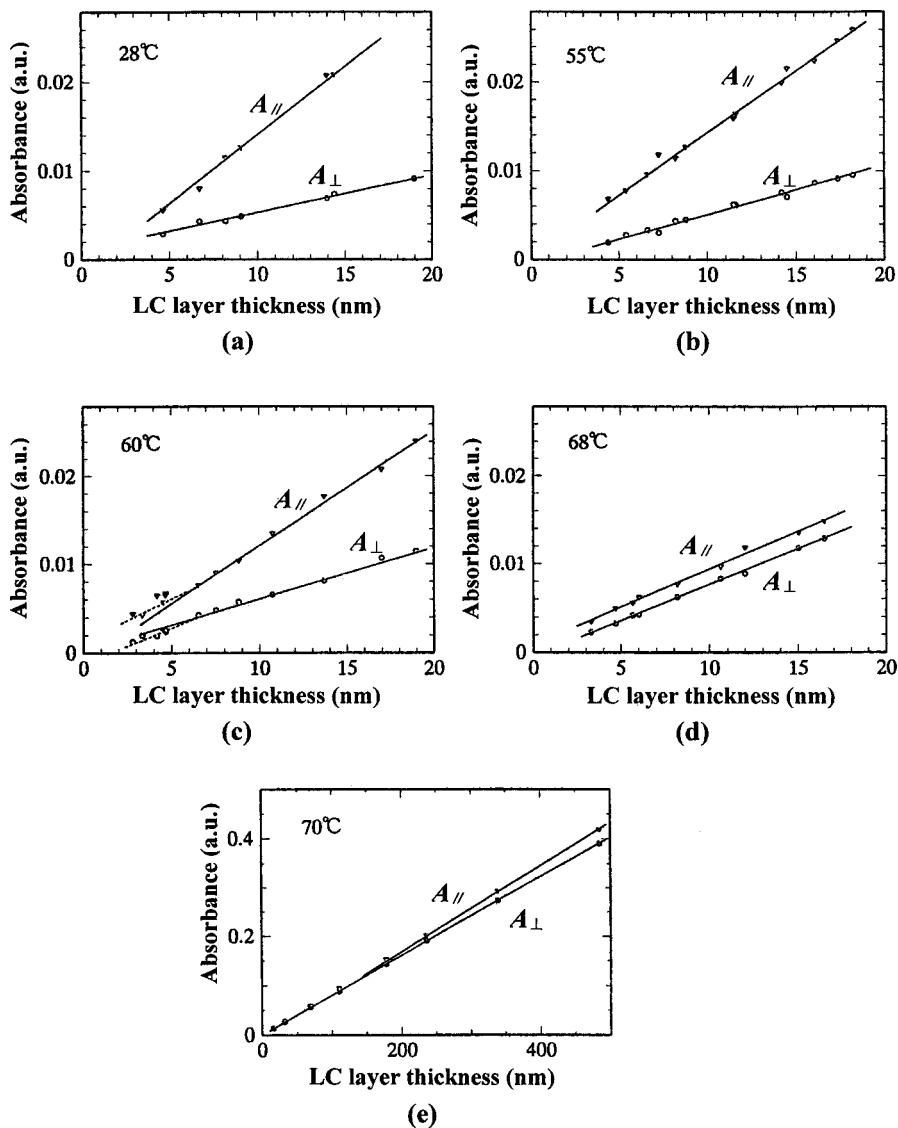 28℃
A//
A⊥
Absorbance (a.u.)
0.02
0.01
0
0 5 10 15 20
LC layer thickness (nm)
(a)
55℃
A//
A⊥
Absorbance (a.u.)
0.02
0.01
0
0 5 10 15 20
LC layer thickness (nm)
(b)
60℃
A//
A⊥
Absorbance (a.u.)
0.02
0.01
0
0 5 10 15 20
LC layer thickness (nm)
(c)
68℃
A//
A⊥
Absorbance (a.u.)
0.02
0.01
0
0 5 10 15 20
LC layer thickness (nm)
(d)
70℃
A//
A⊥
Absorbance (a.u.)
0.4
0.2
0
0 200 400
LC layer thickness (nm)
(e)